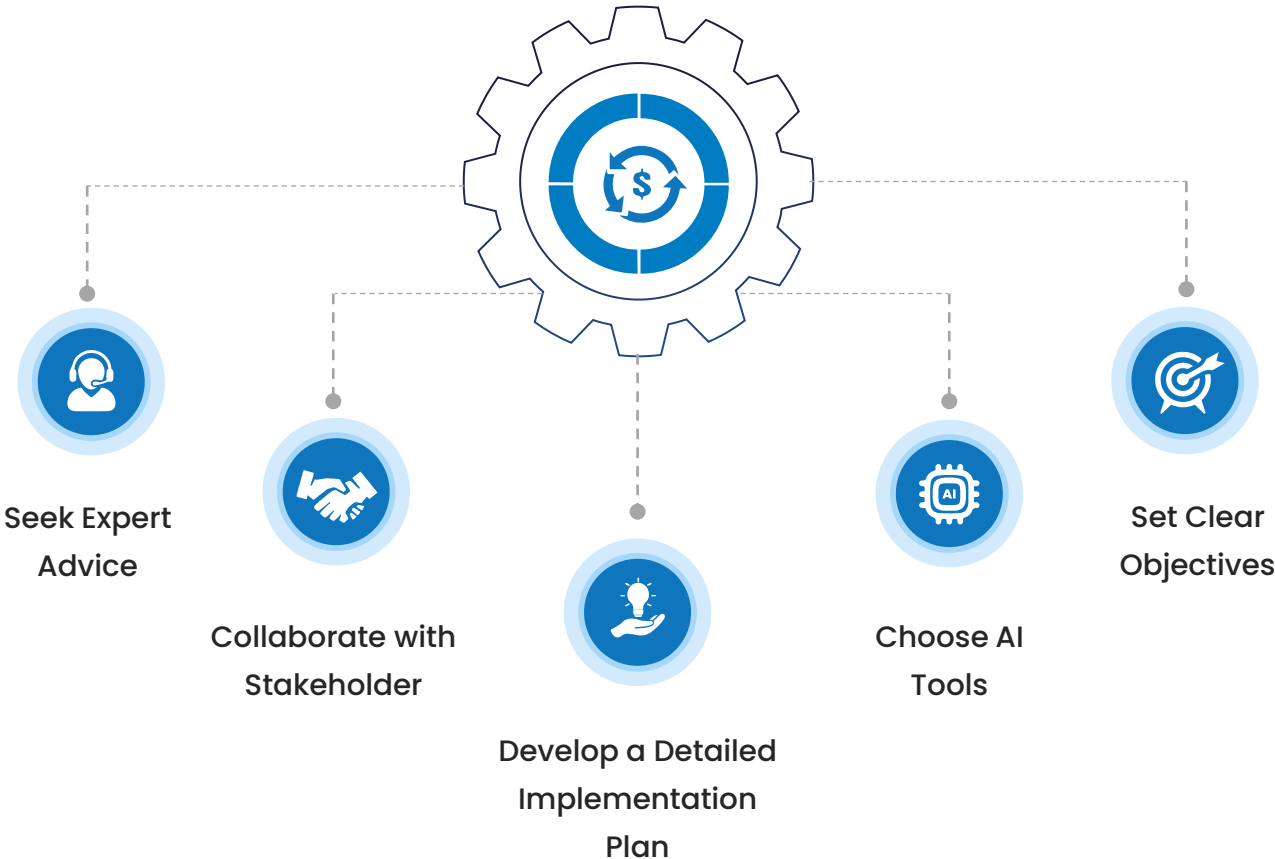 $
Seek Expert
Advice
Collaborate with
Stakeholder
Develop a Detailed
Implementation
Plan
AI
Choose AI
Tools
Set Clear
Objectives